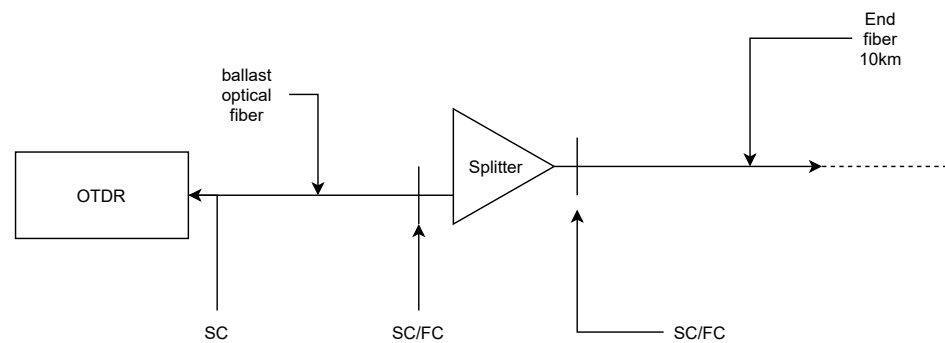 End
fiber
10km
ballast
optical
fiber
Splitter
OTDR
SC
SC/FC
SC/FC